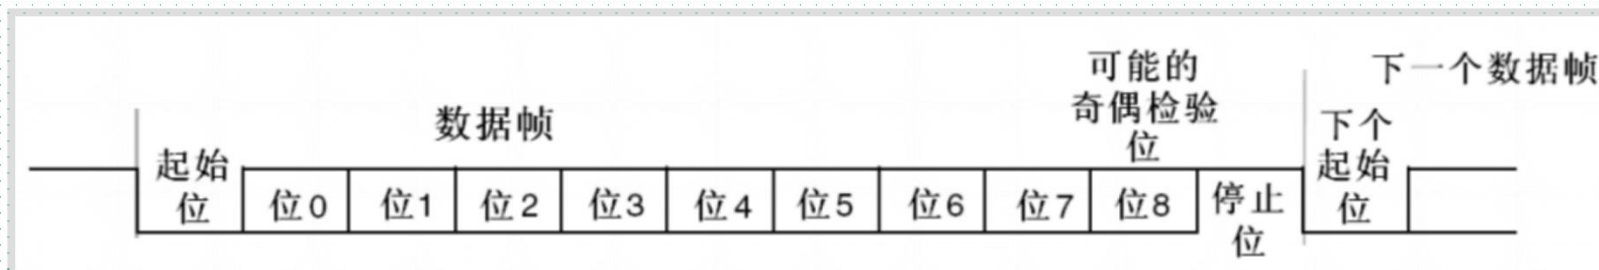 数据帧
可能的
奇偶检验
位
下一个数据帧
起始
位
位0
位1
位2
位3
位4
位5
位6
位7
位8
停止
位
下个
起始
位